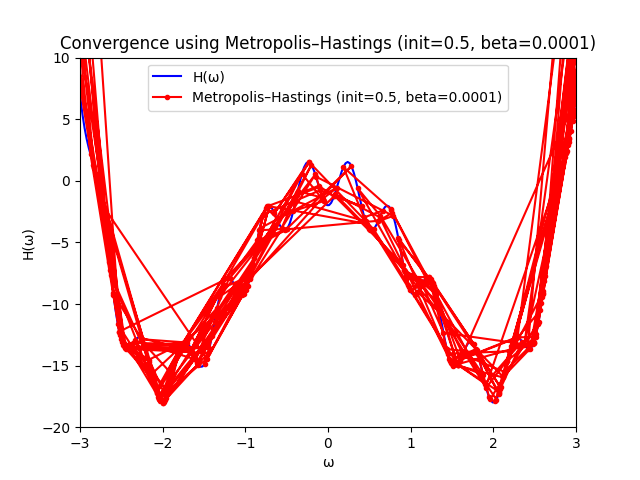 Convergence using Metropolis–Hastings (init=0.5, beta=0.0001)
H(ω)
Metropolis–Hastings (init=0.5, beta=0.0001)
10
5
0
−5
−10
−15
−20
H(ω)
−3
−2
−1
0
1
2
3
ω